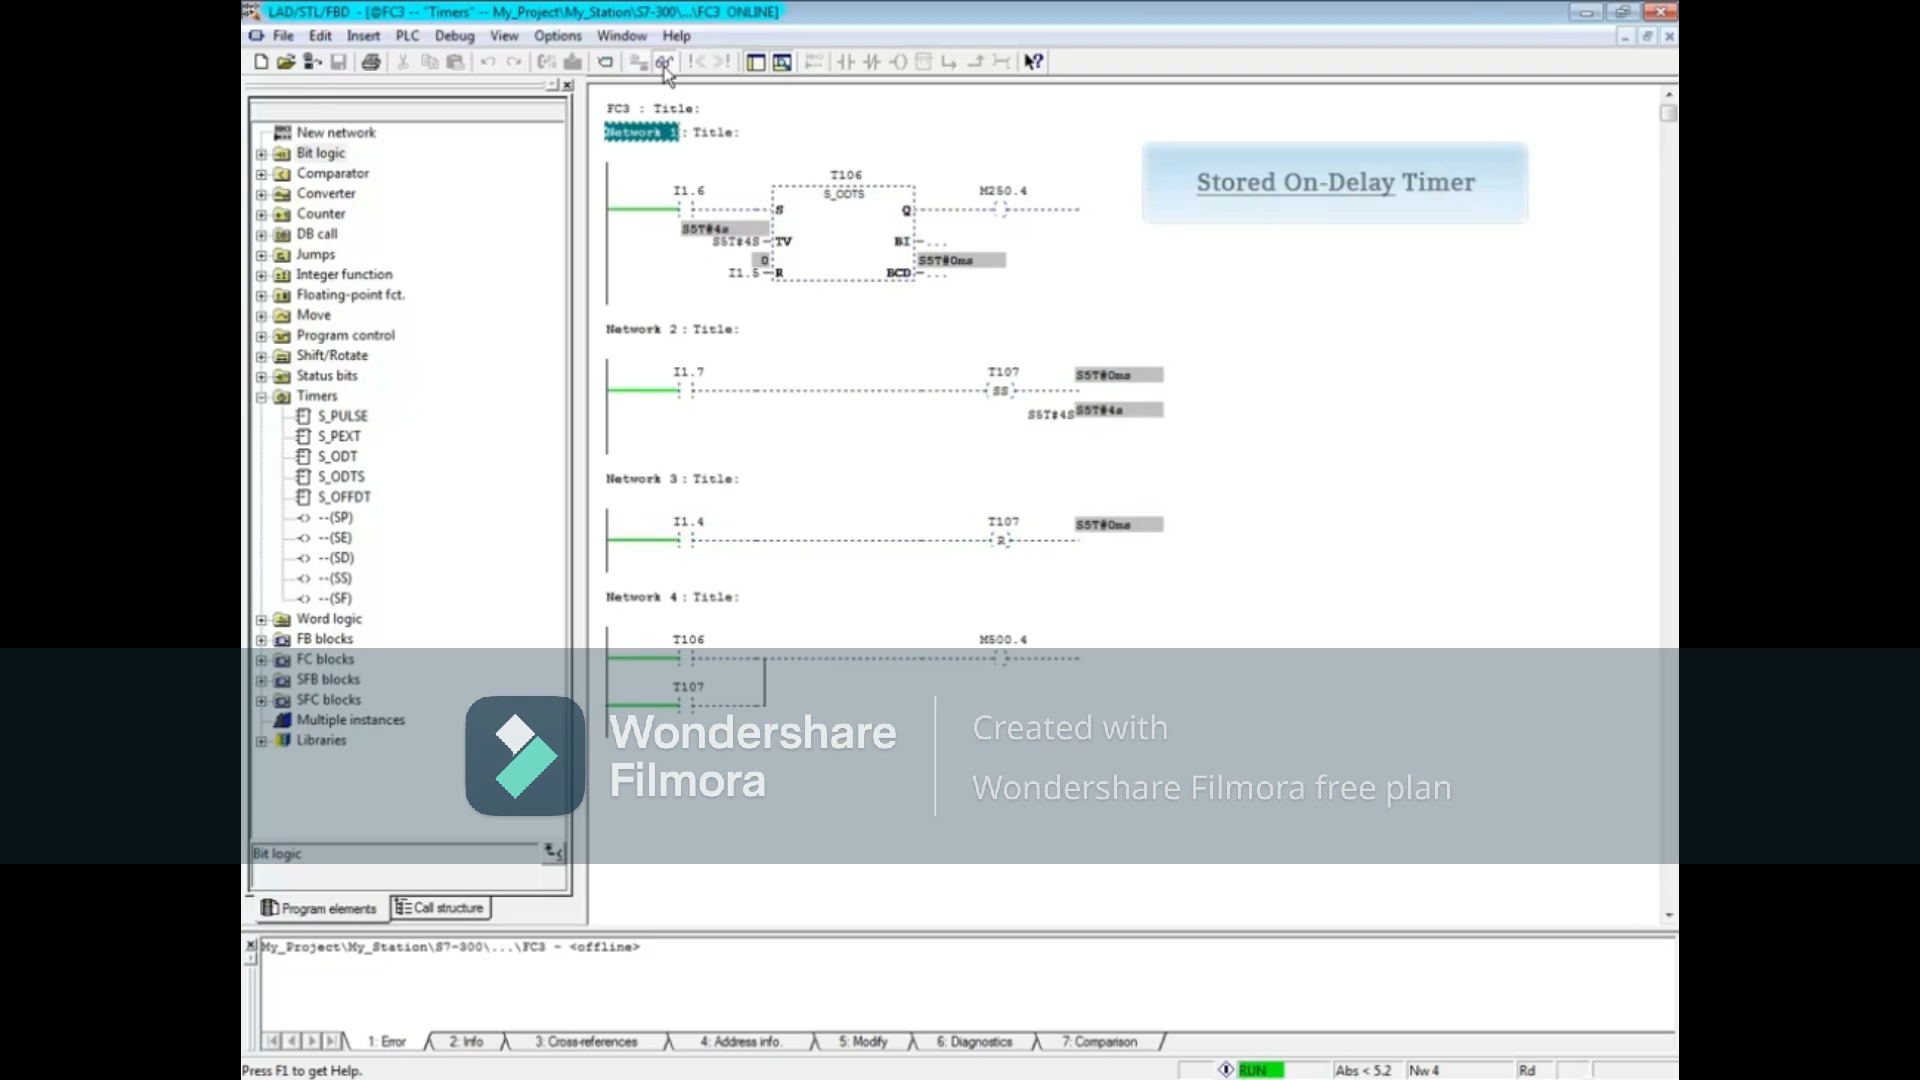 LAD/STL/FBD - [@FC3 -- "Timers" -- My_Project\My_Station\S7-300\...\FC3 ONLINE]
File Edit Insert PLC Debug View Options Window Help
New network
Bit logic
Comparator
Converter
Counter
DB call
Jumps
Integer function
Floating-point fct.
Move
Program control
Shift/Rotate
Status bits
Timers
S_PULSE
S_PEXT
S_ODT
S_ODTS
S_OFFDT
--(SP)
--(SE)
--(SD)
--(SS)
--(SF)
Word logic
FB blocks
FC blocks
SFB blocks
SFC blocks
Multiple instances
Libraries
Bit logic
Program elements
Call structure
FC3 : Title:
Network 1: Title:
T106
I1.6 S_ODTS M250.4
S Q
S5T#4s
S5T#4S TV BI ...
0 S5T#0ms
I1.5 R BCD ...
Stored On-Delay Timer
Network 2: Title:
I1.7 T107 S5T#0ms
SS
S5T#4S S5T#4s
Network 3: Title:
I1.4 T107 S5T#0ms
R
Network 4: Title:
T106 M500.4
T107
Wondershare
Filmora
Created with
Wondershare Filmora free plan
My_Project\My_Station\S7-300\...\FC3 - <offline>
1: Error 2: Info 3: Cross-references 4: Address info. 5: Modify 6: Diagnostics 7: Comparison
Press F1 to get Help. RUN Abs < 5.2 Nw 4 Rd